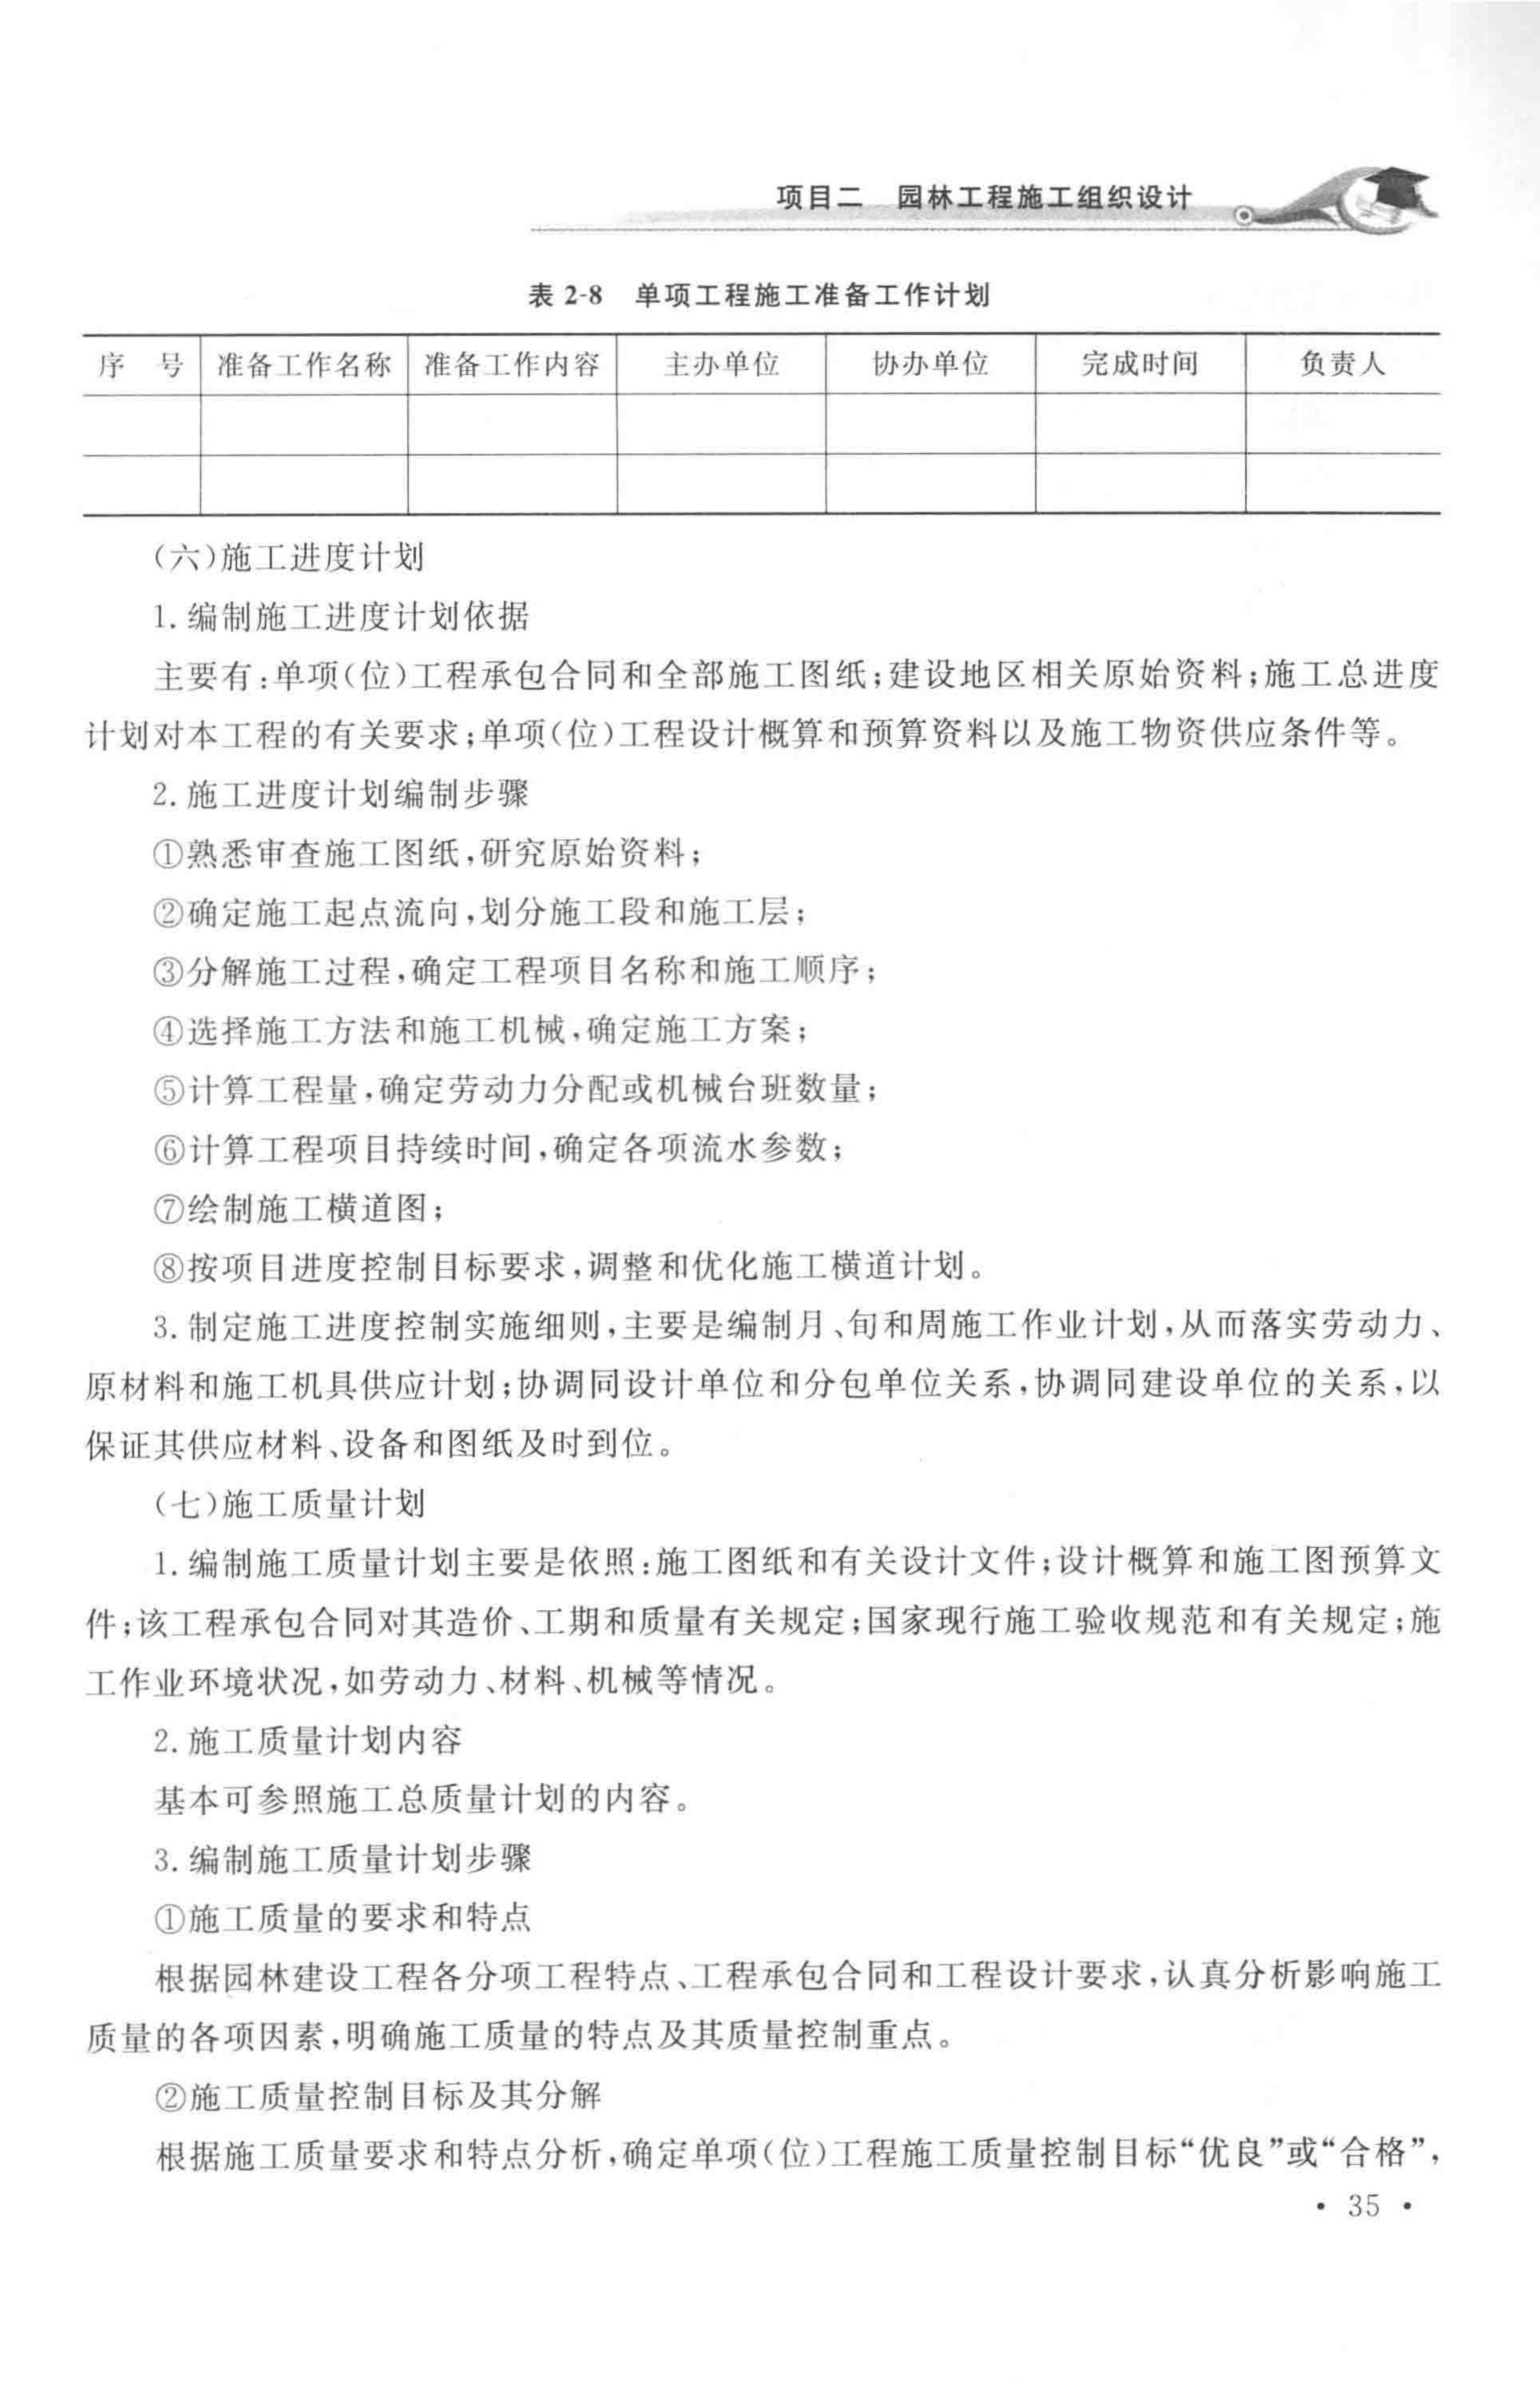 项目二 园林工程施工组织设计
表 2-8 单项工程施工准备工作计划
序 号 准备工作名称 准备工作内容 主办单位 协办单位 完成时间 负责人
(六)施工进度计划
1.编制施工进度计划依据
主要有:单项(位)工程承包合同和全部施工图纸;建设地区相关原始资料;施工总进度
计划对本工程的有关要求;单项(位)工程设计概算和预算资料以及施工物资供应条件等。
2.施工进度计划编制步骤
①熟悉审查施工图纸,研究原始资料;
②确定施工起点流向,划分施工段和施工层;
③分解施工过程,确定工程项目名称和施工顺序;
④选择施工方法和施工机械,确定施工方案;
⑤计算工程量,确定劳动力分配或机械台班数量;
⑥计算工程项目持续时间,确定各项流水参数;
⑦绘制施工横道图;
⑧按项目进度控制目标要求,调整和优化施工横道计划。
3.制定施工进度控制实施细则,主要是编制月、旬和周施工作业计划,从而落实劳动力、
原材料和施工机具供应计划;协调同设计单位和分包单位关系,协调同建设单位的关系,以
保证其供应材料、设备和图纸及时到位。
(七)施工质量计划
1.编制施工质量计划主要是依照:施工图纸和有关设计文件;设计概算和施工图预算文
件;该工程承包合同对其造价、工期和质量有关规定;国家现行施工验收规范和有关规定;施
工作业环境状况,如劳动力、材料、机械等情况。
2.施工质量计划内容
基本可参照施工总质量计划的内容。
3.编制施工质量计划步骤
①施工质量的要求和特点
根据园林建设工程各分项工程特点、工程承包合同和工程设计要求,认真分析影响施工
质量的各项因素,明确施工质量的特点及其质量控制重点。
②施工质量控制目标及其分解
根据施工质量要求和特点分析,确定单项(位)工程施工质量控制目标“优良”或“合格”,
• 35 •